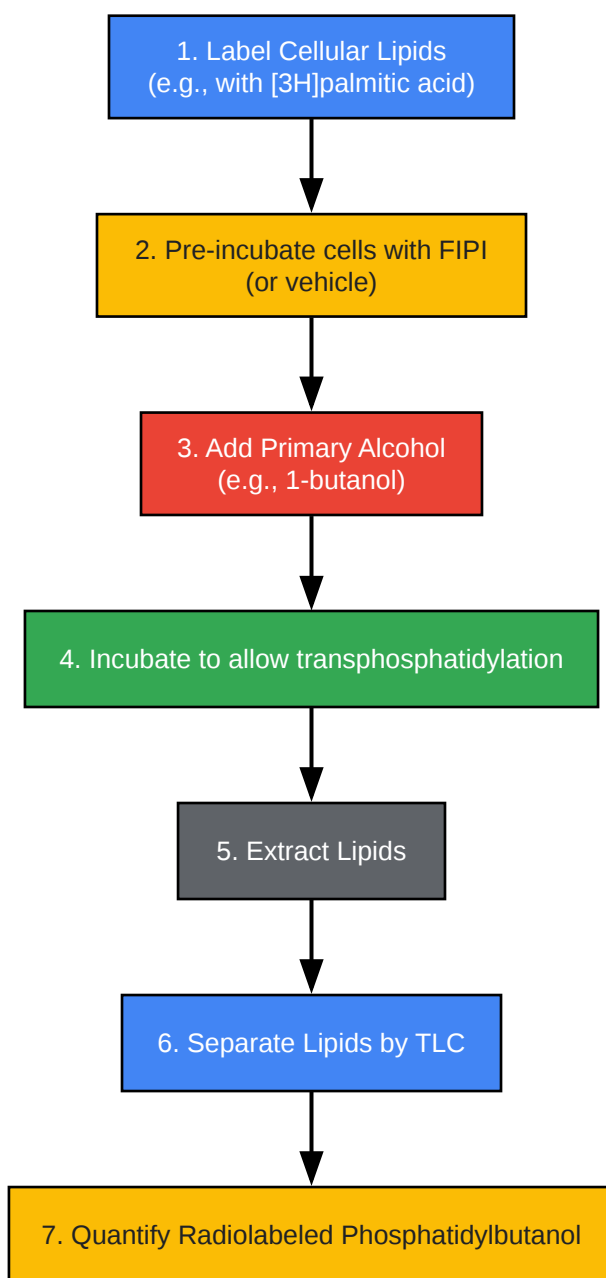 1. Label Cellular Lipids
(e.g., with [3H]palmitic acid)
2. Pre-incubate cells with FIPI
(or vehicle)
3. Add Primary Alcohol
(e.g., 1-butanol)
4. Incubate to allow transphosphatidylation
5. Extract Lipids
6. Separate Lipids by TLC
7. Quantify Radiolabeled Phosphatidylbutanol